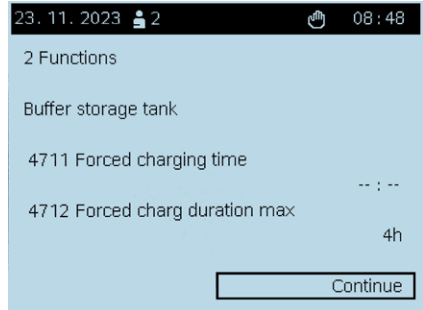 23. 11. 2023 2 08:48
2 Functions
Buffer storage tank
4711 Forced charging time
-- : --
4712 Forced charg duration max
4h
Continue